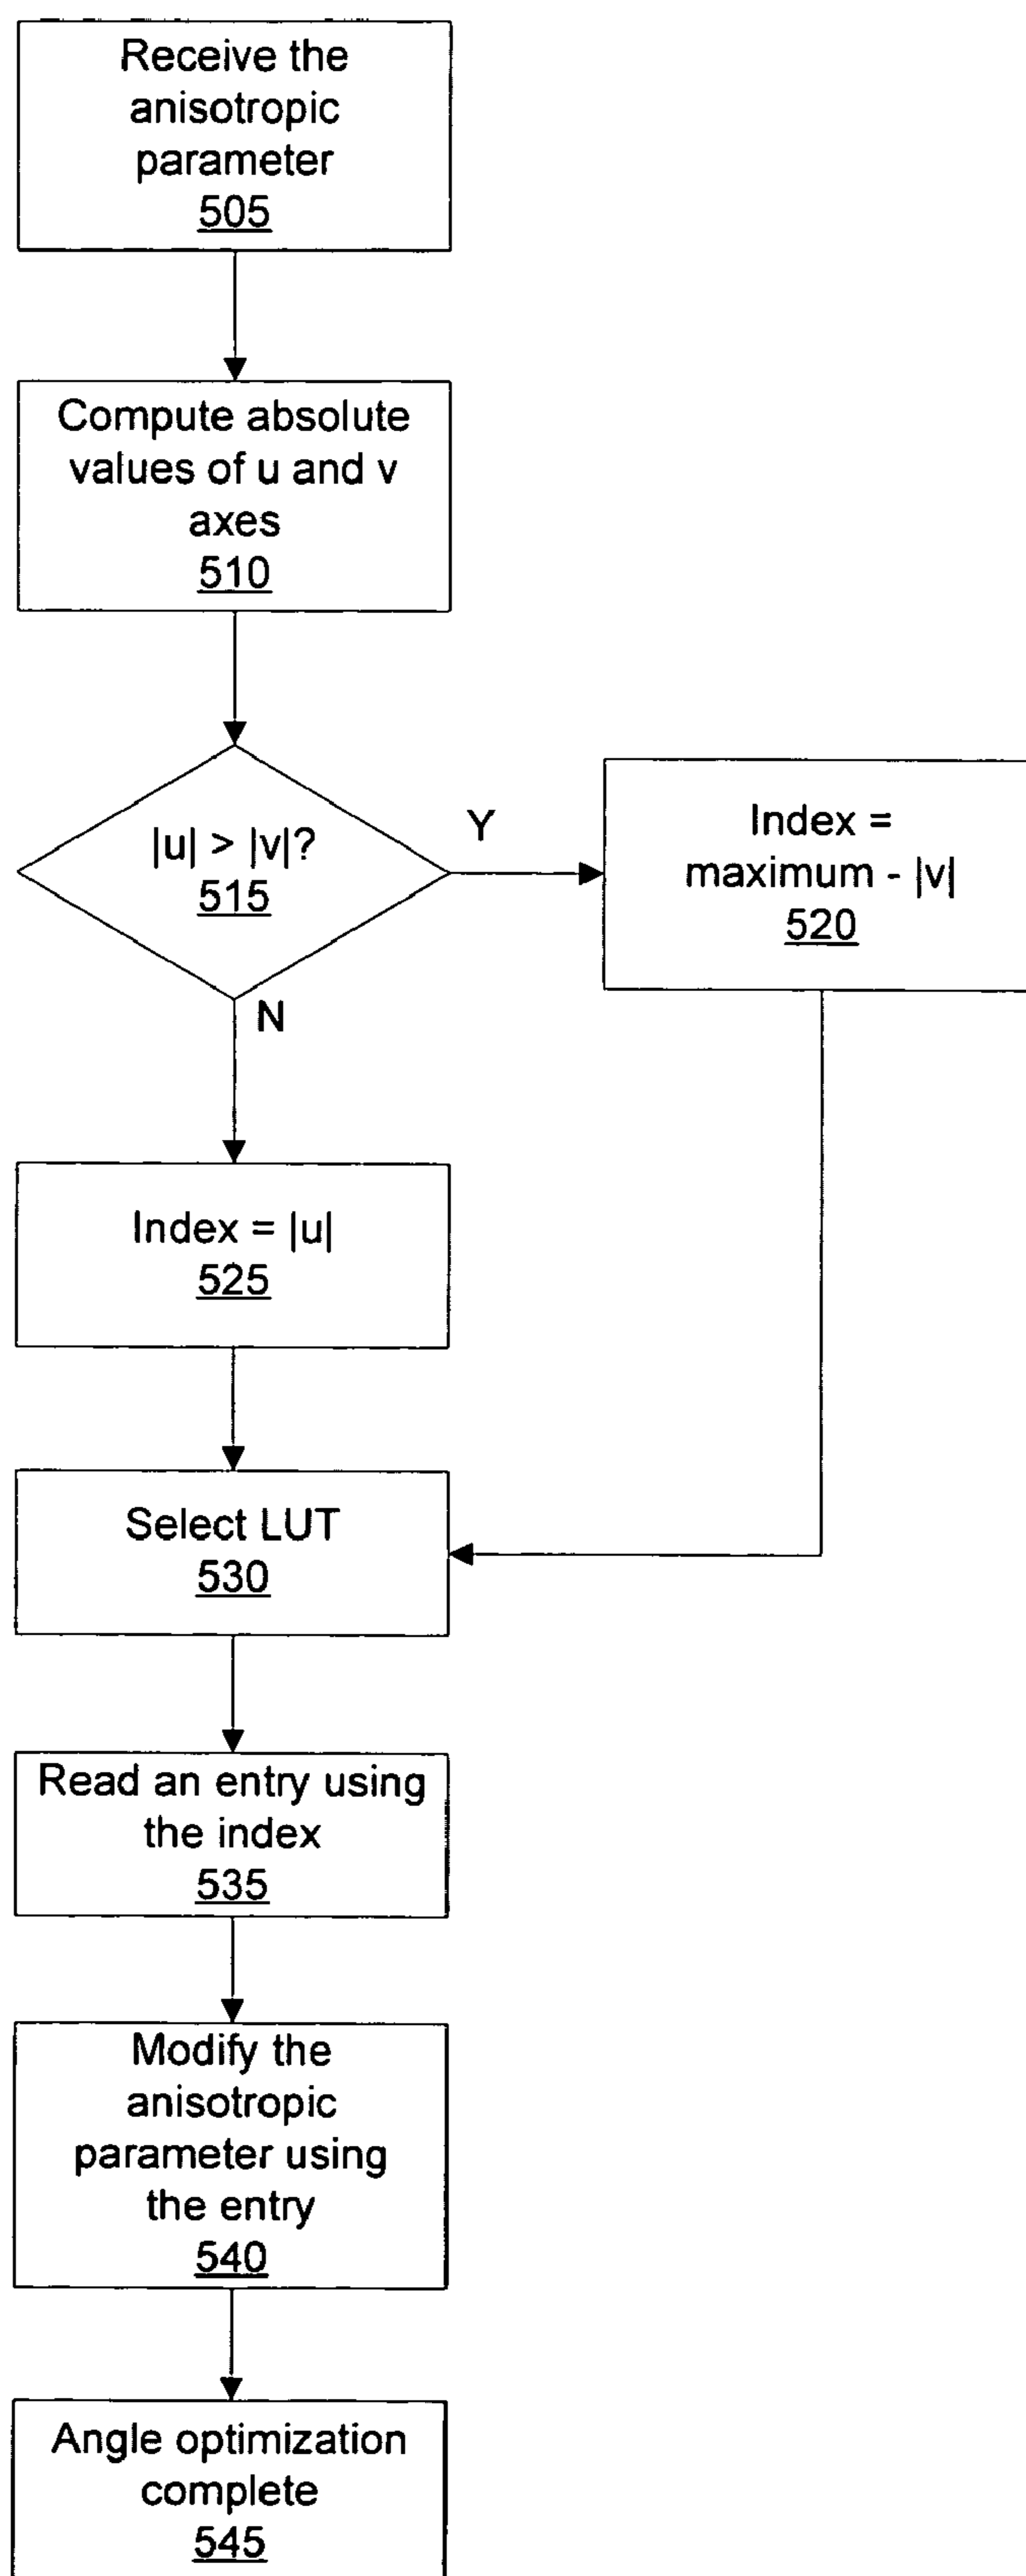 Receive the
anisotropic
parameter
505
Compute absolute
values of u and v
axes
510
|u| > |v|?
515
Y
Index =
maximum - |v|
520
N
Index = |u|
525
Select LUT
530
Read an entry using
the index
535
Modify the
anisotropic
parameter using
the entry
540
Angle optimization
complete
545